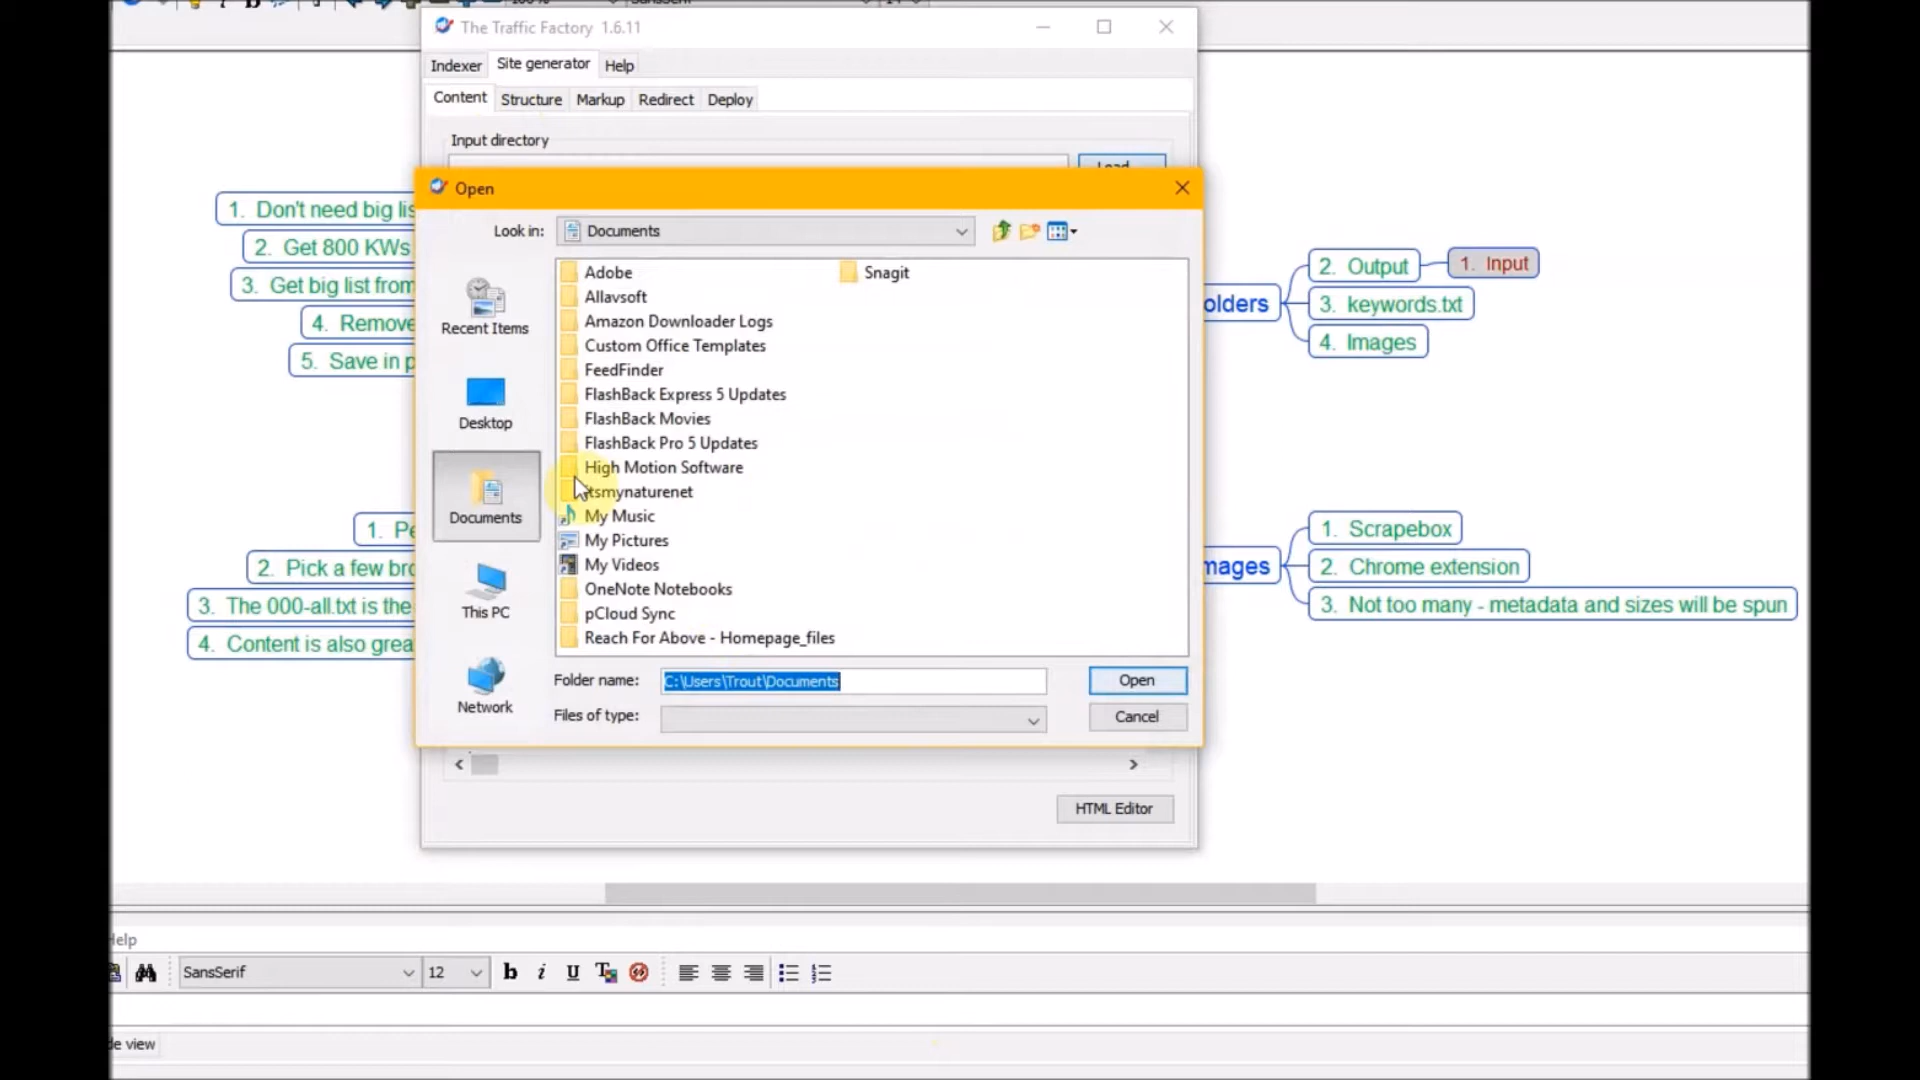 The Traffic Factory 1.6.11
Indexer Site generator Help
Content Structure Markup Redirect Deploy
Input directory
Load...
Open
Look in: Documents
Recent Items
Desktop
Documents
This PC
Network
Adobe
Allavsoft
Amazon Downloader Logs
Custom Office Templates
FeedFinder
FlashBack Express 5 Updates
FlashBack Movies
FlashBack Pro 5 Updates
High Motion Software
itsmynaturenet
My Music
My Pictures
My Videos
OneNote Notebooks
pCloud Sync
Reach For Above - Homepage_files
Snagit
Folder name: C:\Users\Trout\Documents Open
Files of type: Cancel
HTML Editor
1. Don't need big lis
2. Get 800 KWs
3. Get big list from
4. Remove
5. Save in p
1. Pe
2. Pick a few bro
3. The 000-all.txt is the
4. Content is also grea
olders
2. Output
1. Input
3. keywords.txt
4. Images
mages
1. Scrapebox
2. Chrome extension
3. Not too many - metadata and sizes will be spun
Help
SansSerif 12 b i U
de view